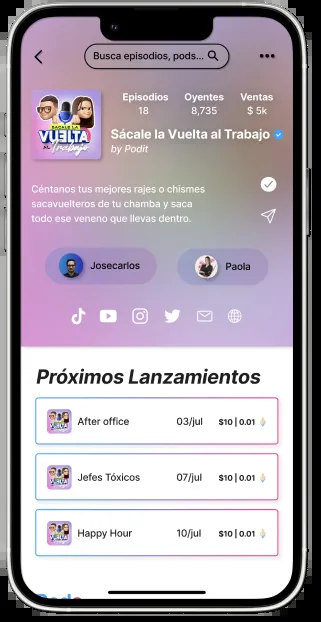 Busca episodios, pods...
Episodios Oyentes Ventas
18 8,735 $ 5k
SÁCALE LA
VUELTA
AL Trabajo
Sácale la Vuelta al Trabajo
by Podit
Céntanos tus mejores rajes o chismes
sacavuelteros de tu chamba y saca
todo ese veneno que llevas dentro.
Josecarlos Paola
Próximos Lanzamientos
After office 03/jul $10 | 0.01
Jefes Tóxicos 07/jul $10 | 0.01
Happy Hour 10/jul $10 | 0.01